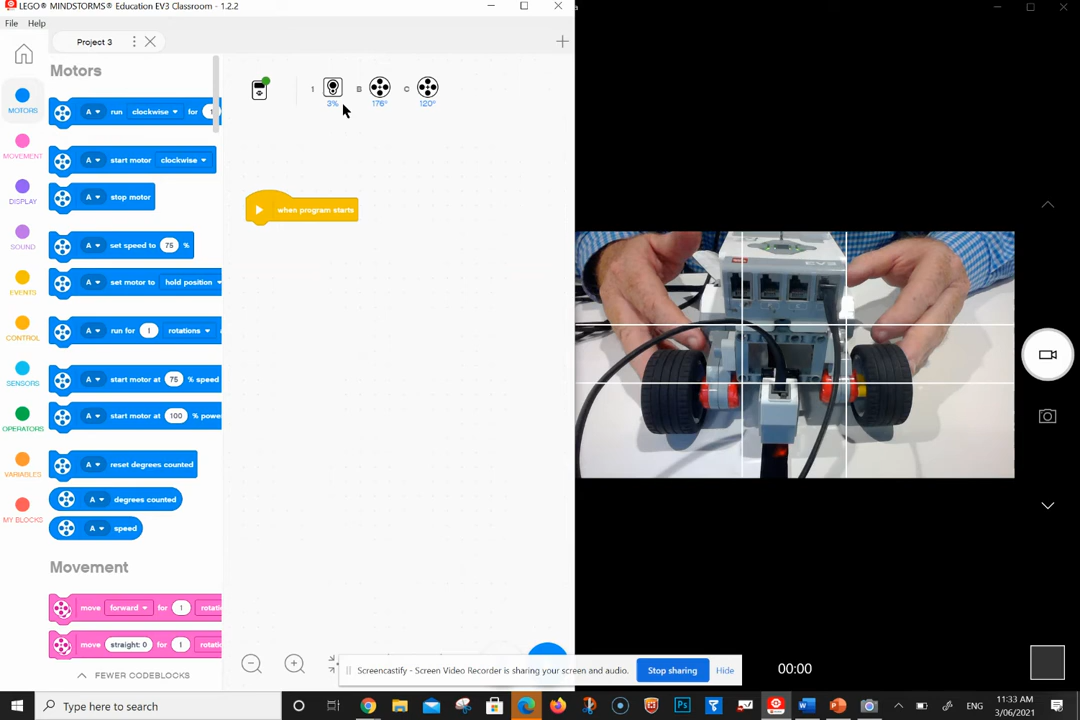 LEGO® MINDSTORMS® Education EV3 Classroom - 1.2.2
File Help
Project 3
MOTORS
MOVEMENT
DISPLAY
SOUND
EVENTS
CONTROL
SENSORS
OPERATORS
VARIABLES
MY BLOCKS
Motors
A run clockwise for 1
A start motor clockwise
A stop motor
A set speed to 75 %
A set motor to hold position
A run for 1 rotations
A start motor at 75 % speed
A start motor at 100 % power
A reset degrees counted
A degrees counted
A speed
Movement
move forward for 1 rotati
move straight: 0 for 1 rotati
FEWER CODEBLOCKS
1 B C
3% 176° 120°
when program starts
EV3
00:00
Screencastify - Screen Video Recorder is sharing your screen and audio. Stop sharing Hide
Type here to search
ENG
11:33 AM
3/06/2021